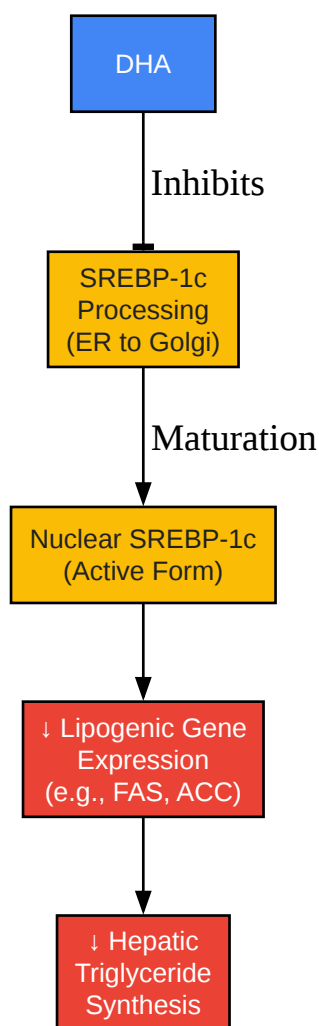 DHA
Inhibits
SREBP-1c
Processing
(ER to Golgi)
Maturation
Nuclear SREBP-1c
(Active Form)
↓ Lipogenic Gene
Expression
(e.g., FAS, ACC)
↓ Hepatic
Triglyceride
Synthesis